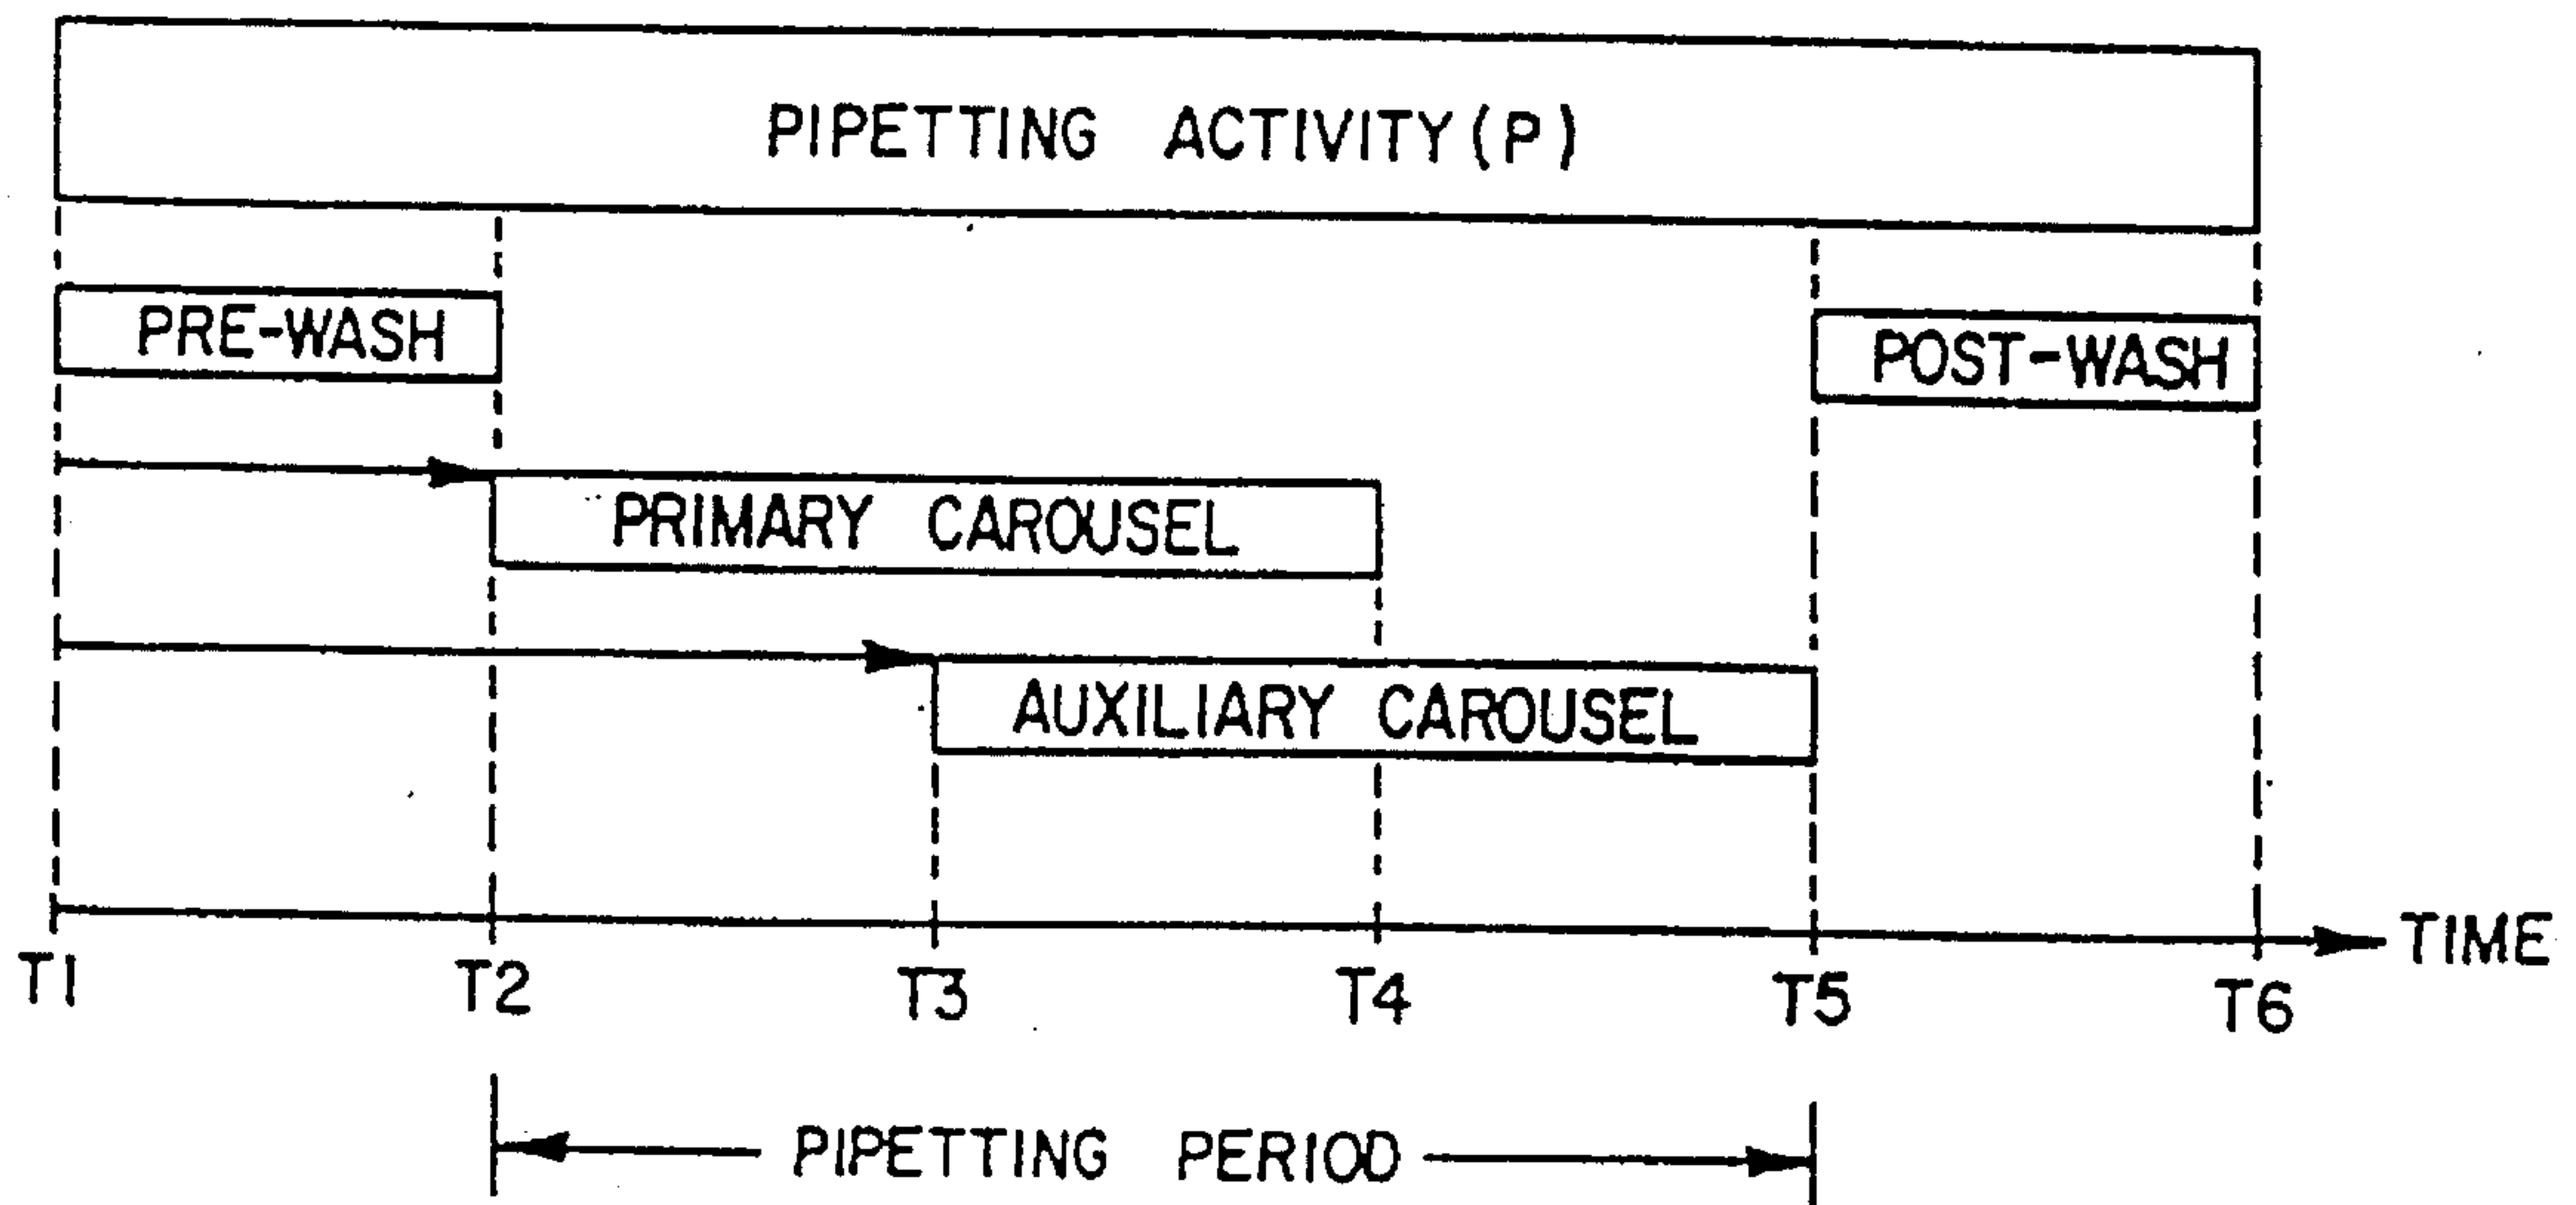 PIPETTING ACTIVITY(P)
PRE-WASH
POST-WASH
PRIMARY CAROUSEL
AUXILIARY CAROUSEL
TIME
T1 T2 T3 T4 T5 T6
PIPETTING PERIOD